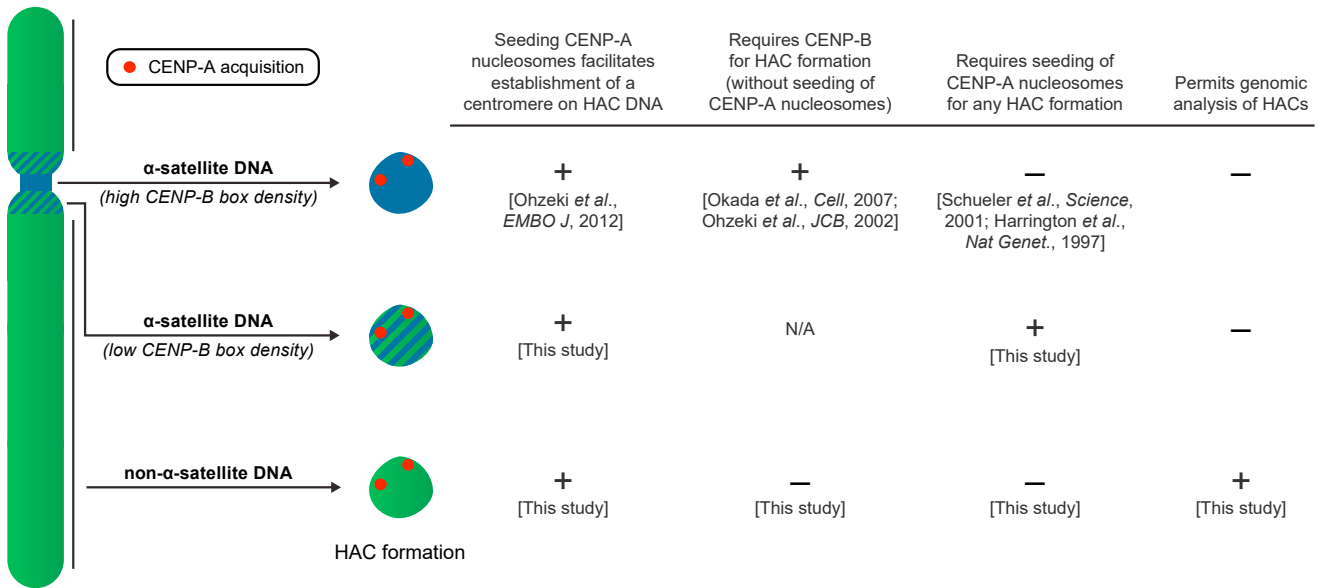 CENP-A acquisition
Seeding CENP-A
nucleosomes facilitates
establishment of a
centromere on HAC DNA
Requires CENP-B
for HAC formation
(without seeding of
CENP-A nucleosomes)
Requires seeding of
CENP-A nucleosomes
for any HAC formation
Permits genomic
analysis of HACs
α-satellite DNA
(high CENP-B box density)
+
[Ohzeki et al.,
EMBO J, 2012]
+
[Okada et al., Cell, 2007;
Ohzeki et al., JCB, 2002]
–
[Schueler et al., Science,
2001; Harrington et al.,
Nat Genet., 1997]
–
α-satellite DNA
(low CENP-B box density)
+
[This study]
N/A
+
[This study]
–
non-α-satellite DNA
+
[This study]
–
[This study]
–
[This study]
+
[This study]
HAC formation